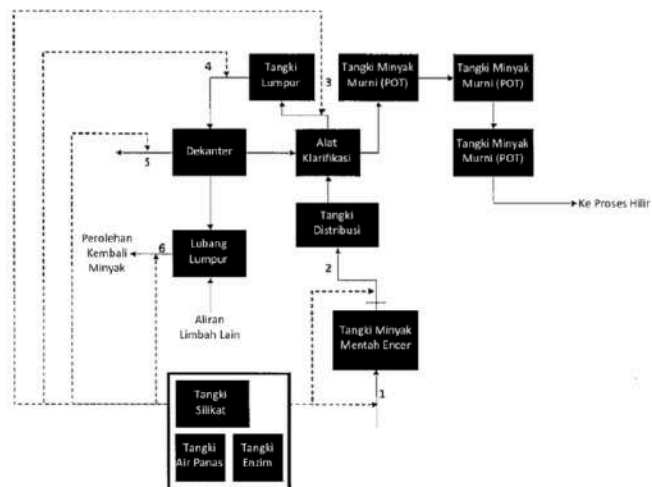 4
Tangki
Lumpur
3
Tangki Minyak
Murni (POT)
Tangki Minyak
Murni (POT)
5
Dekanter
Alat
Klarifikasi
Tangki Minyak
Murni (POT)
Ke Proses Hilir
Tangki
Distribusi
Perolehan
Kembali
Minyak
6
Lubang
Lumpur
2
Aliran
Limbah Lain
Tangki Minyak
Mentah Encer
1
Tangki
Silikat
Tangki
Air Panas
Tangki
Enzim